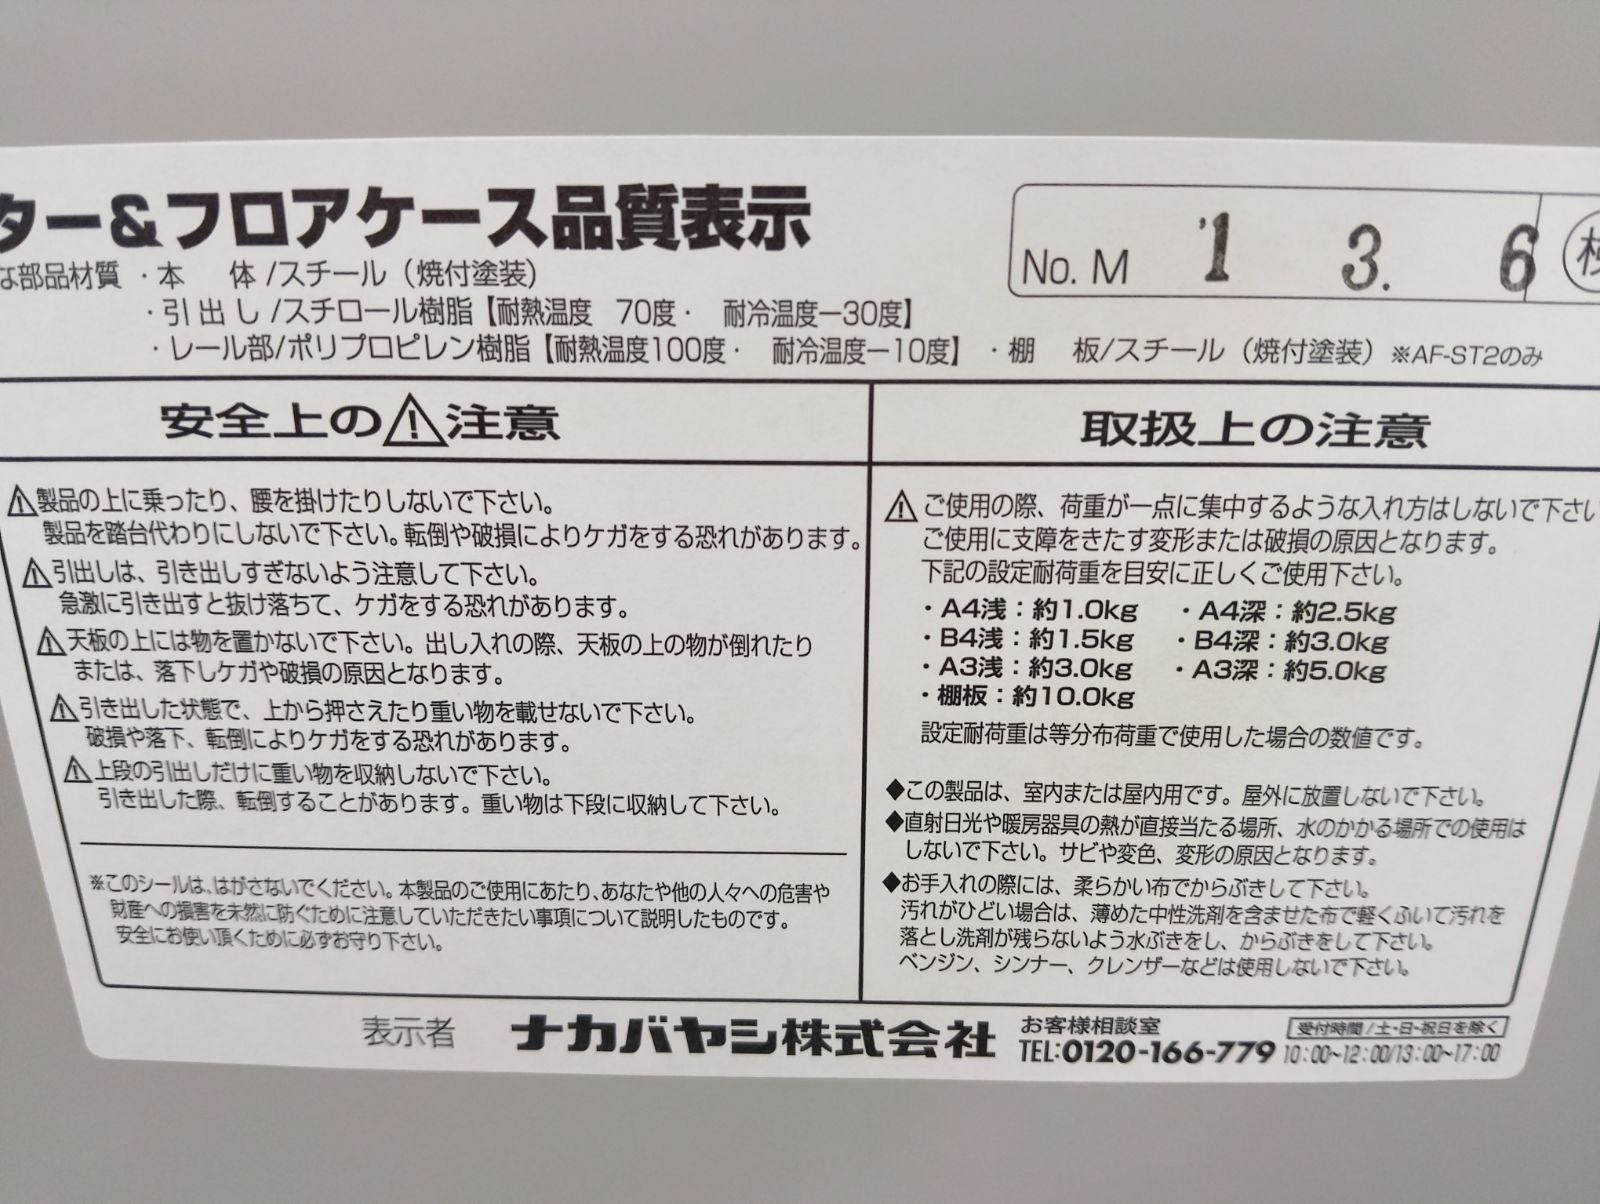 ター&フロアケース品質表示
No. M '1 3. 6 検
な部品材質 ・本 体/スチール（焼付塗装）
・引出し/スチロール樹脂【耐熱温度 70度・ 耐冷温度－30度】
・レール部/ポリプロピレン樹脂【耐熱温度100度・ 耐冷温度－10度】 ・棚 板/スチール（焼付塗装）※AF-ST2のみ
安全上の⚠注意
⚠製品の上に乗ったり、腰を掛けたりしないで下さい。
製品を踏台代わりにしないで下さい。転倒や破損によりケガをする恐れがあります。
⚠引出しは、引き出しすぎないよう注意して下さい。
急激に引き出すと抜け落ちて、ケガをする恐れがあります。
⚠天板の上には物を置かないで下さい。出し入れの際、天板の上の物が倒れたり
または、落下しケガや破損の原因となります。
⚠引き出した状態で、上から押さえたり重い物を載せないで下さい。
破損や落下、転倒によりケガをする恐れがあります。
⚠上段の引出しだけに重い物を収納しないで下さい。
引き出した際、転倒することがあります。重い物は下段に収納して下さい。
※このシールは、はがさないでください。本製品のご使用にあたり、あなたや他の人々への危害や
財産への損害を未然に防ぐために注意していただきたい事項について説明したものです。
安全にお使い頂くために必ずお守り下さい。
取扱上の注意
⚠ご使用の際、荷重が一点に集中するような入れ方はしないで下さい
ご使用に支障をきたす変形または破損の原因となります。
下記の設定耐荷重を目安に正しくご使用下さい。
・A4浅：約1.0kg ・A4深：約2.5kg
・B4浅：約1.5kg ・B4深：約3.0kg
・A3浅：約3.0kg ・A3深：約5.0kg
・棚板：約10.0kg
設定耐荷重は等分布荷重で使用した場合の数値です。
◆この製品は、室内または屋内用です。屋外に放置しないで下さい。
◆直射日光や暖房器具の熱が直接当たる場所、水のかかる場所での使用は
しないで下さい。サビや変色、変形の原因となります。
◆お手入れの際には、柔らかい布でからぶきして下さい。
汚れがひどい場合は、薄めた中性洗剤を含ませた布で軽くふいて汚れを
落とし洗剤が残らないよう水ぶきをし、からぶきをして下さい。
ベンジン、シンナー、クレンザーなどは使用しないで下さい。
表示者 ナカバヤシ株式会社
お客様相談室
TEL:0120-166-779
受付時間/土・日・祝日を除く
10:00~12:00/13:00~17:00